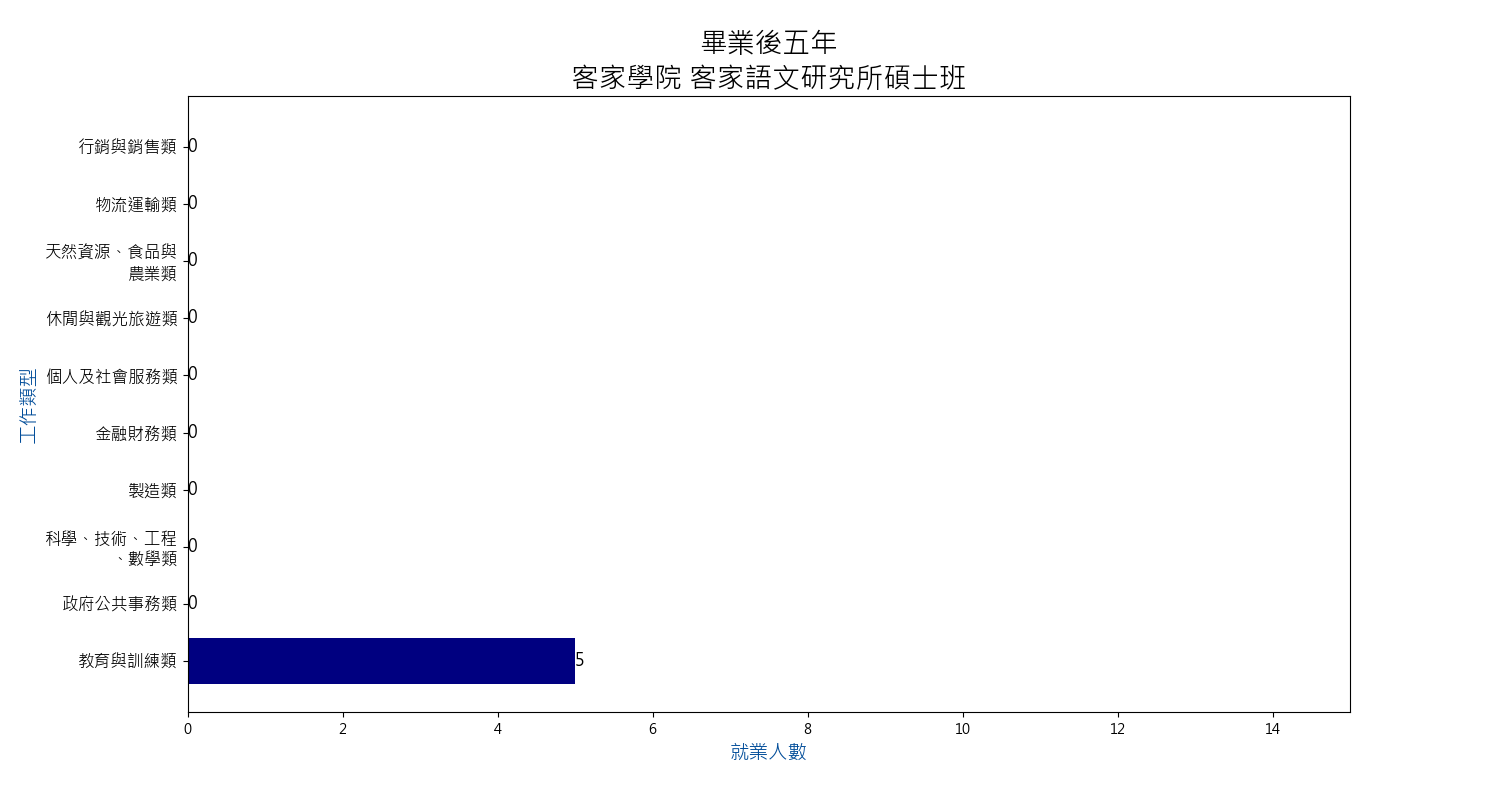 畢業後五年
客家學院 客家語文研究所碩士班
行銷與銷售類 0
物流運輸類 0
天然資源、食品與
農業類 0
休閒與觀光旅遊類 0
個人及社會服務類 0
金融財務類 0
製造類 0
科學、技術、工程
、數學類 0
政府公共事務類 0
教育與訓練類 5
工作類型
0 2 4 6 8 10 12 14
就業人數